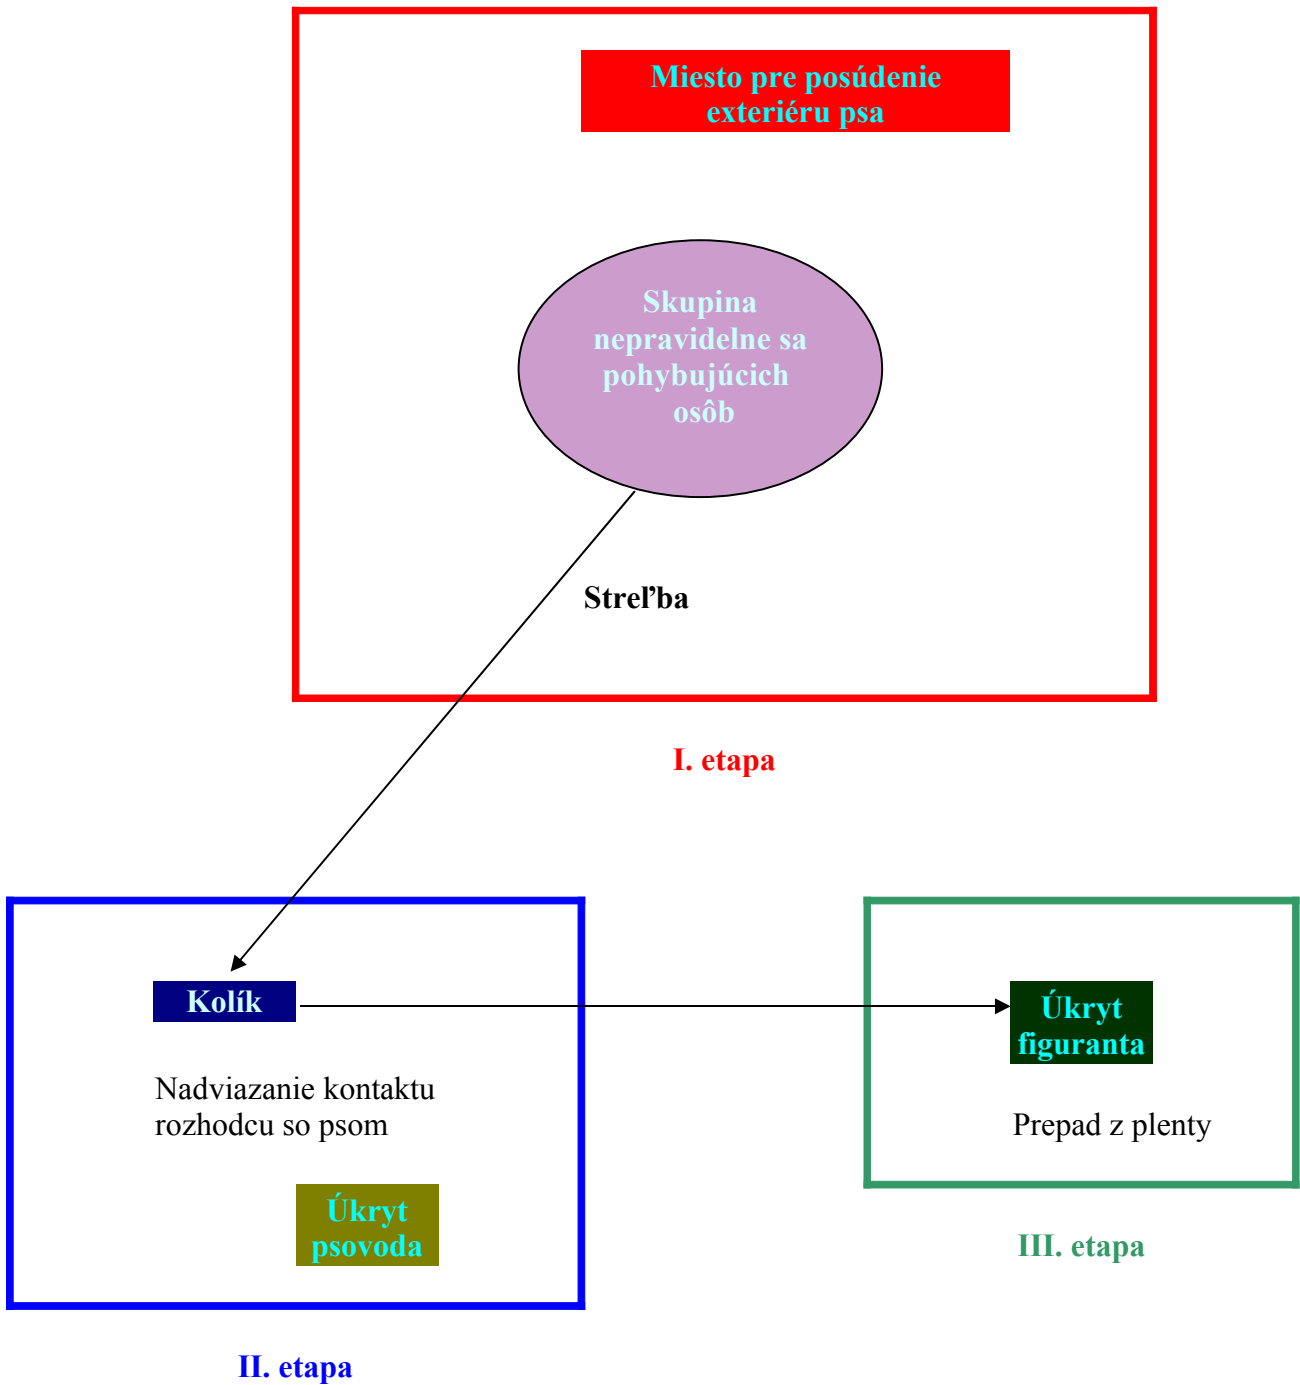 Miesto pre posúdenie
exteriéru psa
Skupina
nepravidelne sa
pohybujúcich
osôb
Streľba
I. etapa
Kolík
Nadviazanie kontaktu
rozhodcu so psom
Úkryt
psovoda
II. etapa
Úkryt
figuranta
Prepad z plenty
III. etapa